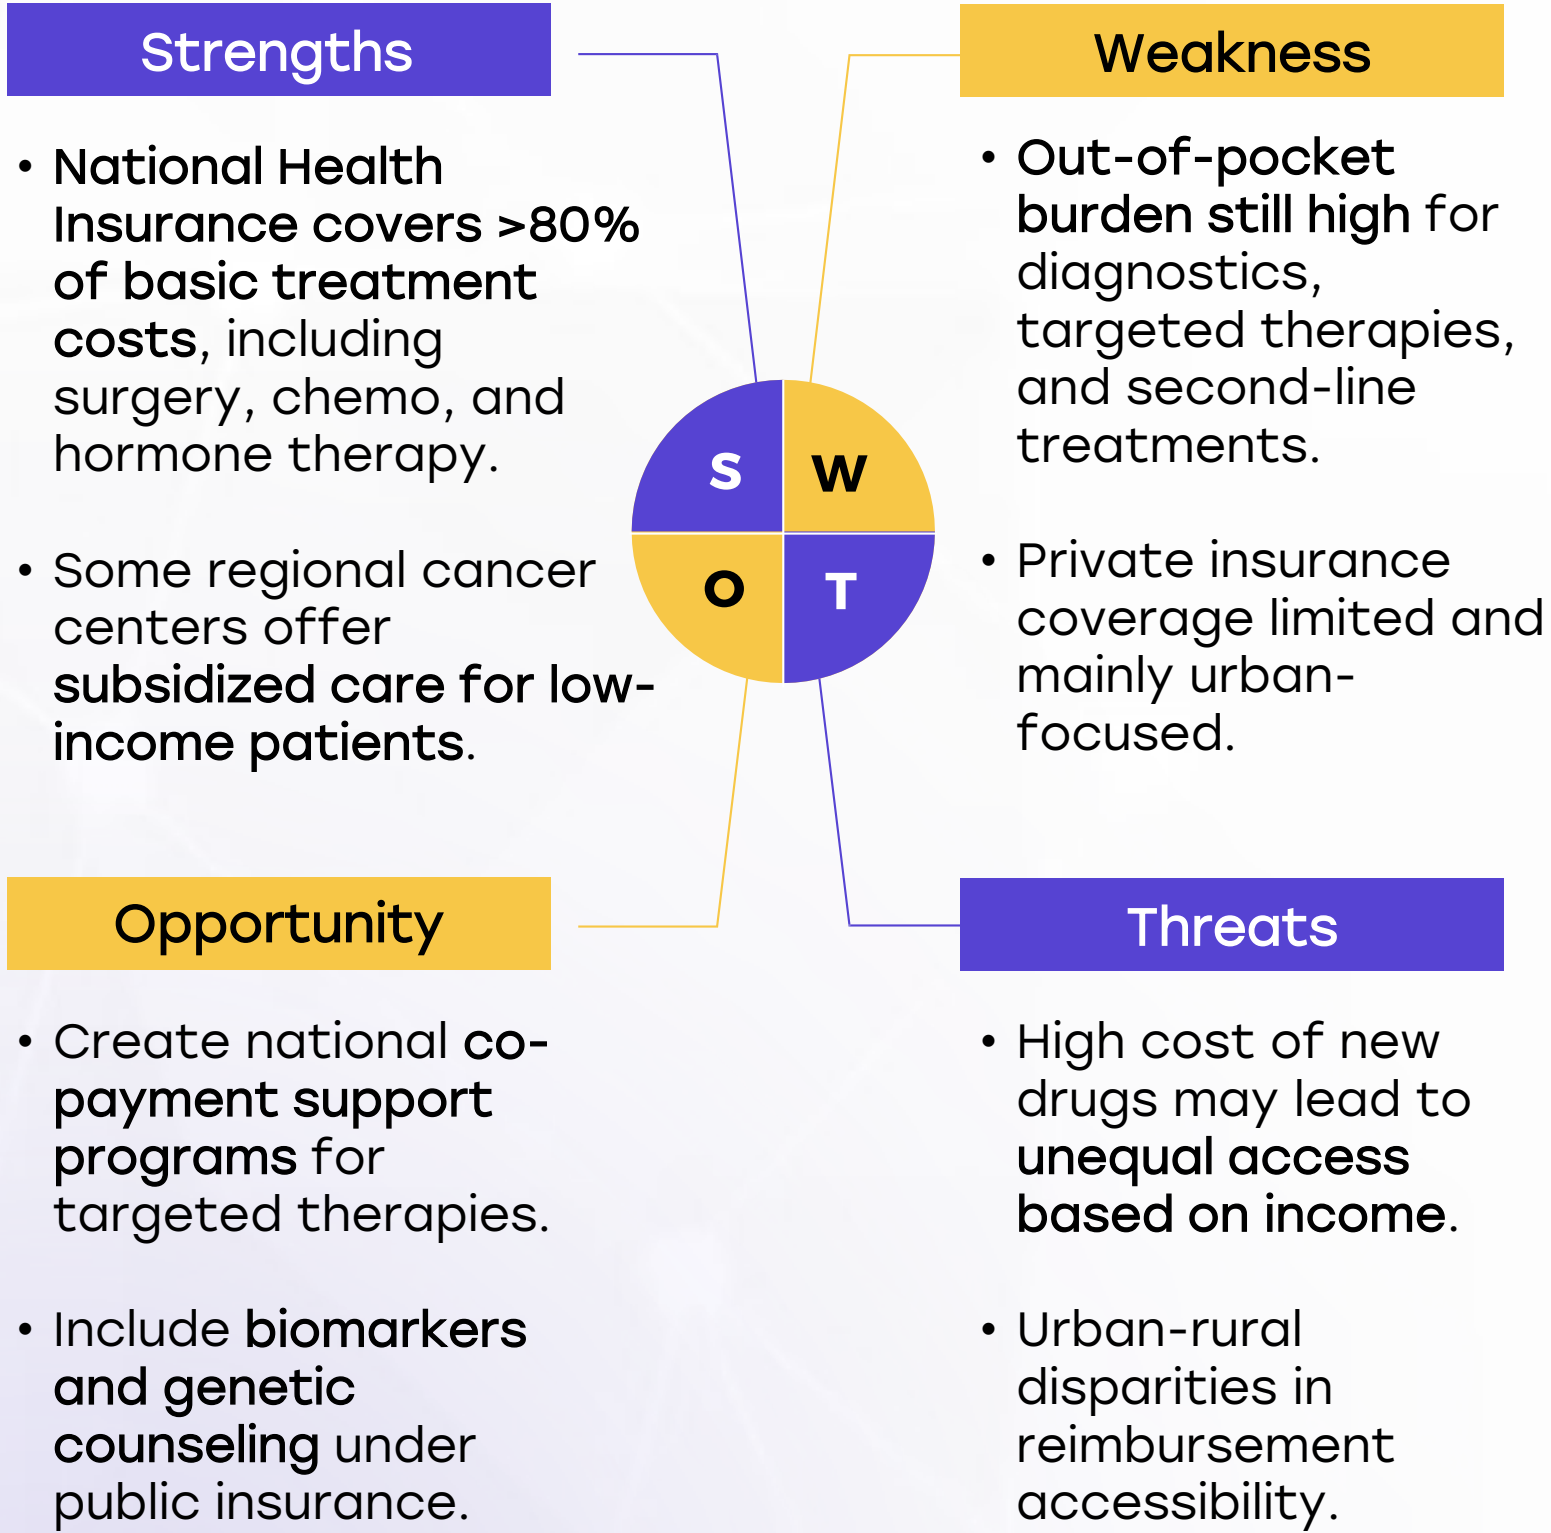 Strengths
• National Health
Insurance covers >80%
of basic treatment
costs, including
surgery, chemo, and
hormone therapy.
• Some regional cancer
centers offer
subsidized care for low-
income patients.
Weakness
• Out-of-pocket
burden still high for
diagnostics,
targeted therapies,
and second-line
treatments.
• Private insurance
coverage limited and
mainly urban-
focused.
S
W
O
T
Opportunity
• Create national co-
payment support
programs for
targeted therapies.
• Include biomarkers
and genetic
counseling under
public insurance.
Threats
• High cost of new
drugs may lead to
unequal access
based on income.
• Urban-rural
disparities in
reimbursement
accessibility.